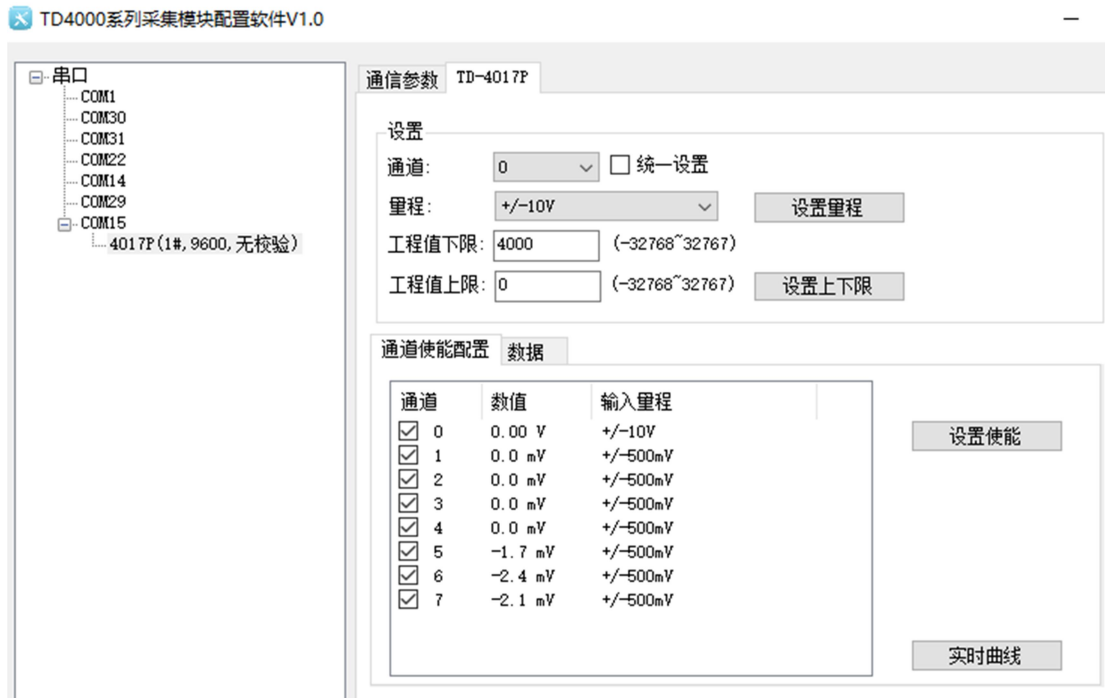 TD4000系列采集模块配置软件V1.0
串口
COM1
COM30
COM31
COM22
COM14
COM29
COM15
4017P(1#,9600,无校验)
通信参数 TD-4017P
设置
通道: 0 统一设置
量程: +/-10V 设置量程
工程值下限: 4000 (-32768~32767)
工程值上限: 0 (-32768~32767) 设置上下限
通道使能配置 数据
通道 数值 输入量程
0 0.00 V +/-10V
1 0.0 mV +/-500mV
2 0.0 mV +/-500mV
3 0.0 mV +/-500mV
4 0.0 mV +/-500mV
5 -1.7 mV +/-500mV
6 -2.4 mV +/-500mV
7 -2.1 mV +/-500mV
设置使能
实时曲线